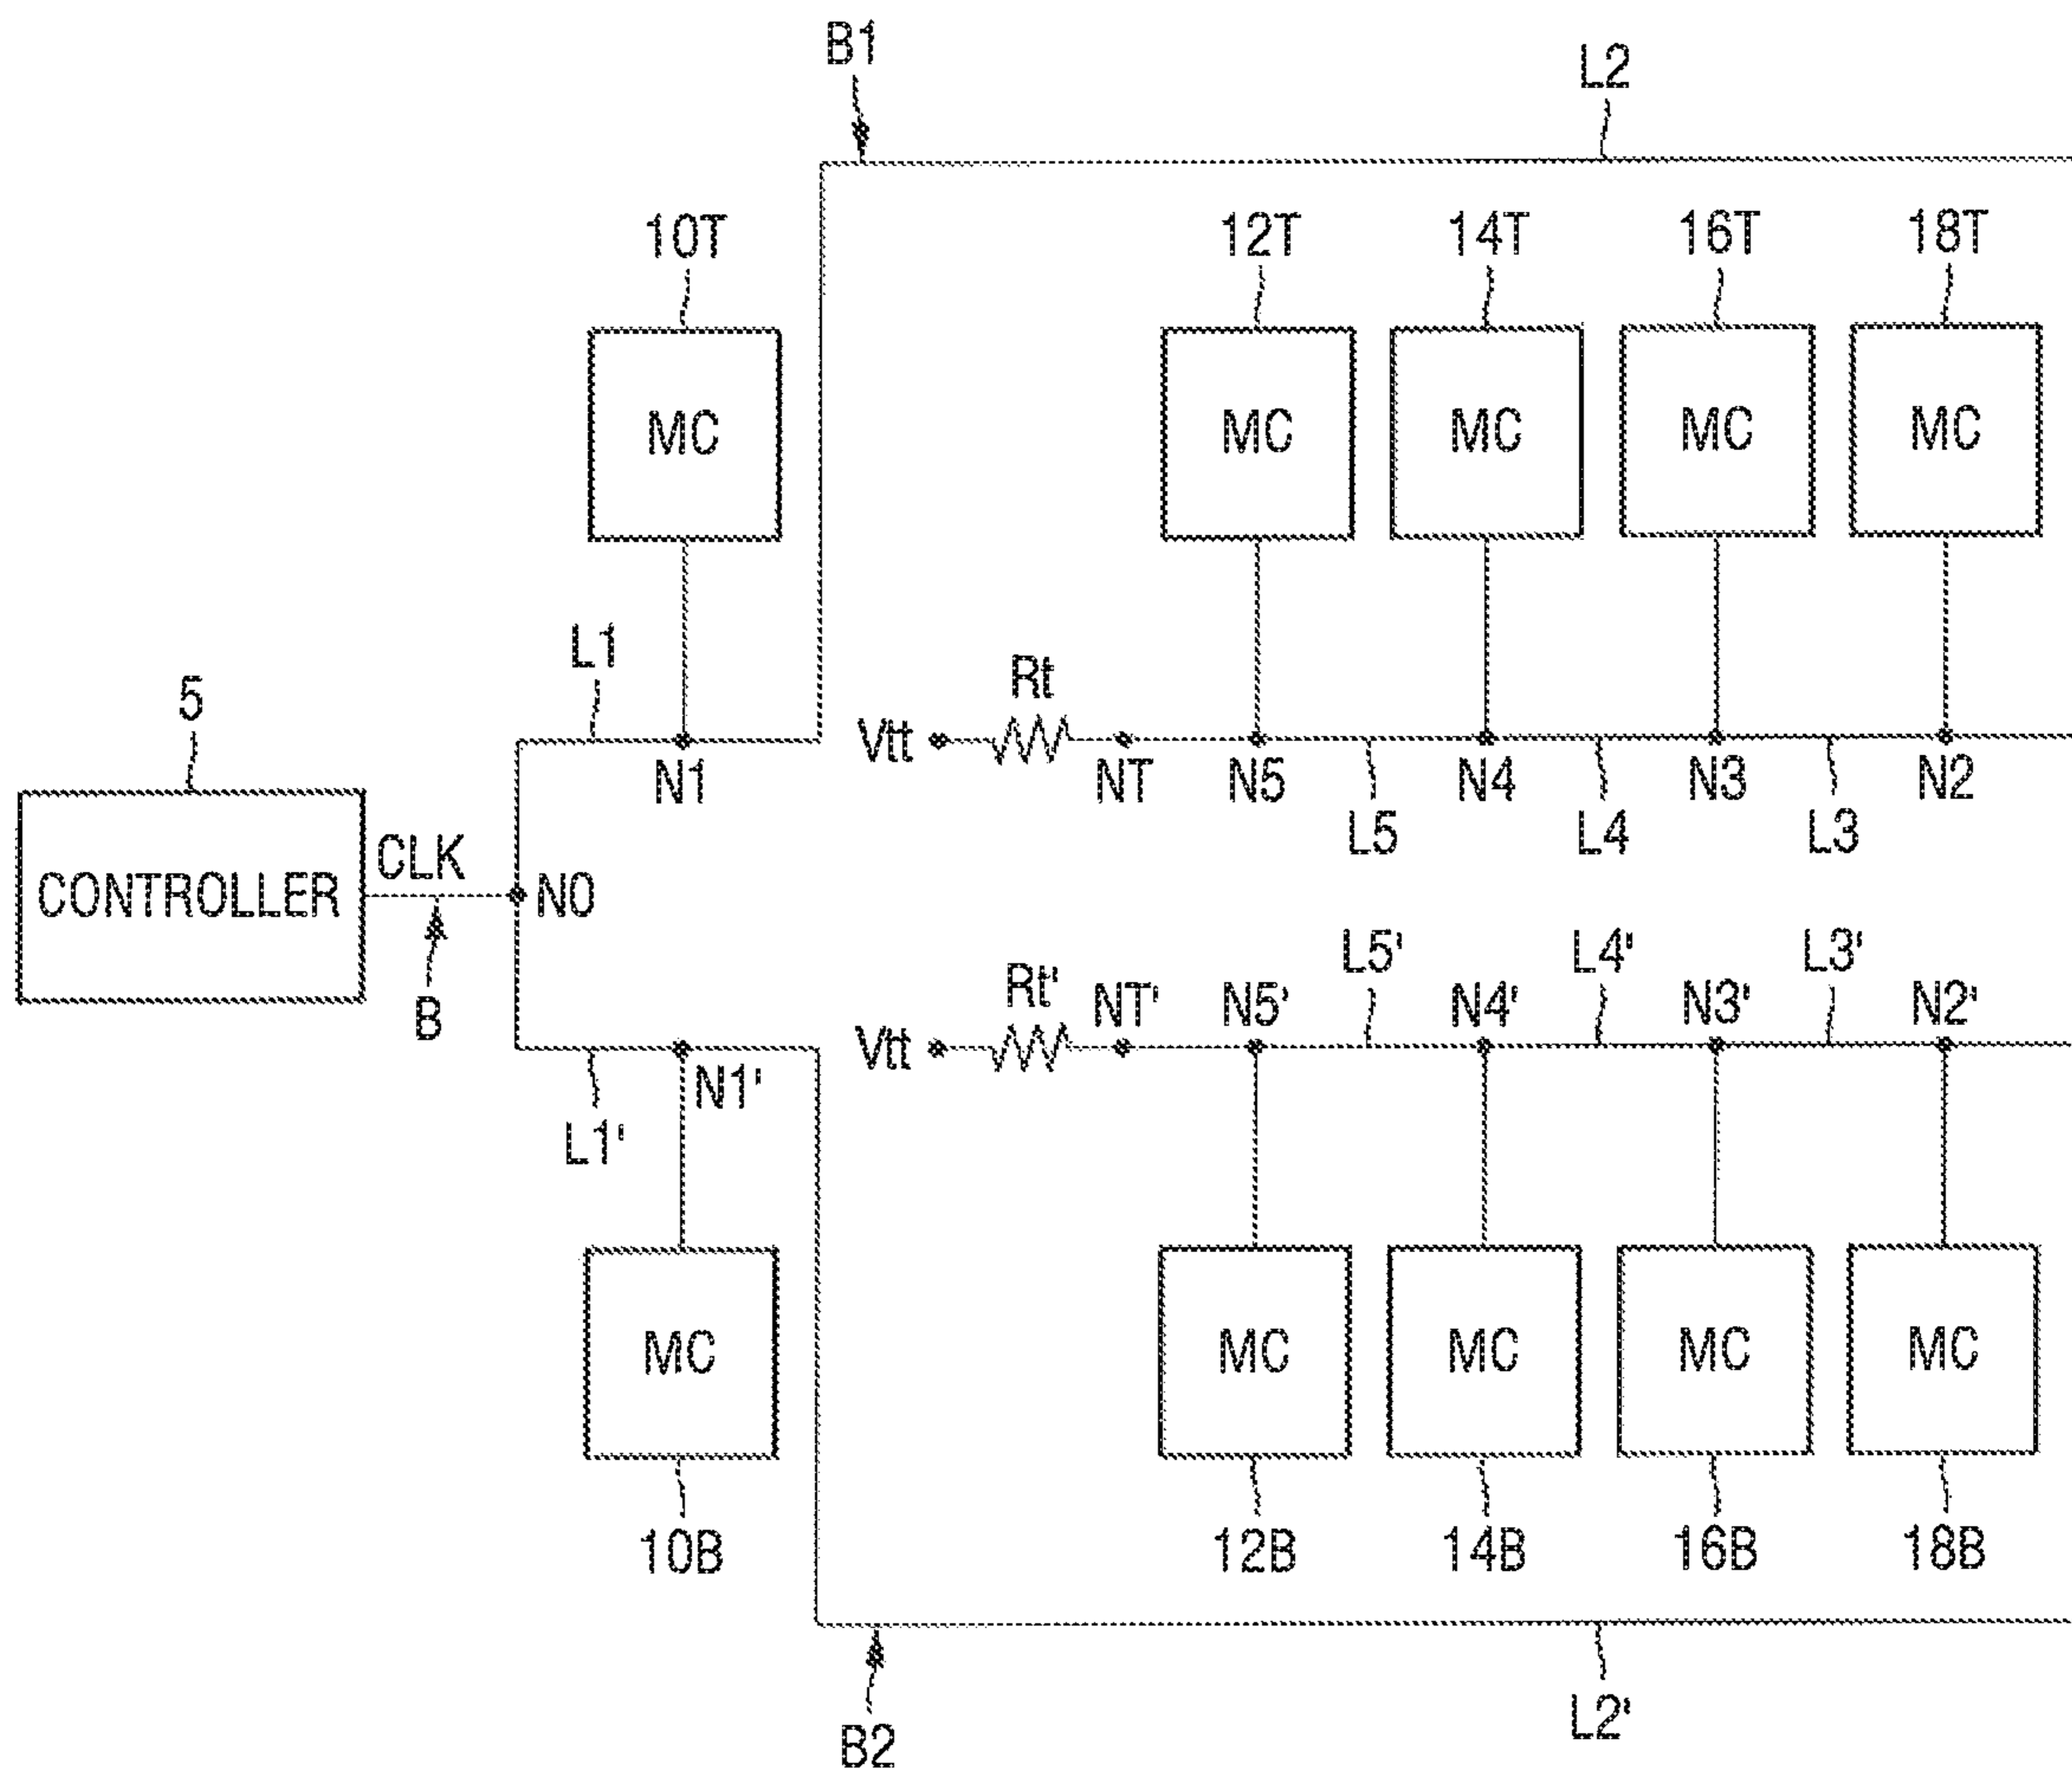 B1
L2
10T
12T
14T
16T
18T
MC
MC
MC
MC
MC
L1
Rt
5
Vtt
N1
NT
N5
N4
N3
N2
L5
L4
L3
CLK
CONTROLLER
N0
B
L5'
L4'
L3'
Rt'
NT'
N5'
N4'
N3'
N2'
Vtt
N1'
L1'
MC
MC
MC
MC
MC
10B
12B
14B
16B
18B
L2'
B2